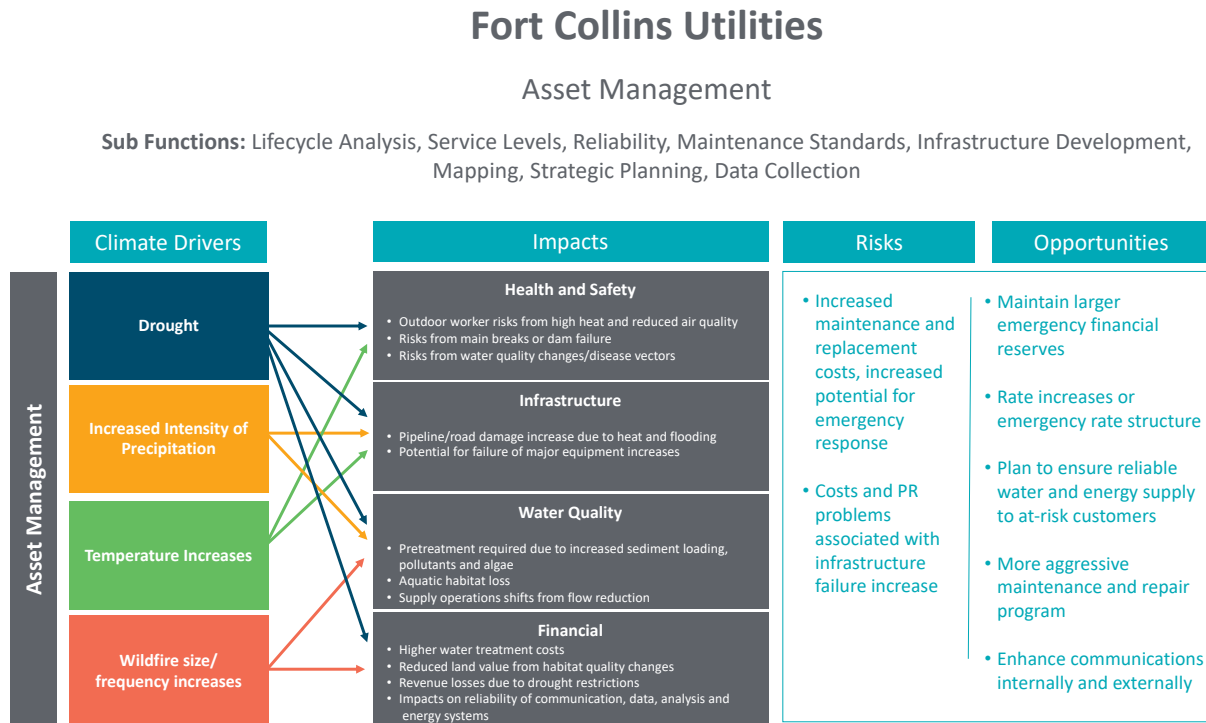 Fort Collins Utilities
Asset Management
Sub Functions: Lifecycle Analysis, Service Levels, Reliability, Maintenance Standards, Infrastructure Development,
Mapping, Strategic Planning, Data Collection
Climate Drivers
Impacts
Risks
Opportunities
Asset Management
Drought
Increased Intensity of
Precipitation
Temperature Increases
Wildfire size/
frequency increases
Health and Safety
• Outdoor worker risks from high heat and reduced air quality
• Risks from main breaks or dam failure
• Risks from water quality changes/disease vectors
Infrastructure
• Pipeline/road damage increase due to heat and flooding
• Potential for failure of major equipment increases
Water Quality
• Pretreatment required due to increased sediment loading,
pollutants and algae
• Aquatic habitat loss
• Supply operations shifts from flow reduction
Financial
• Higher water treatment costs
• Reduced land value from habitat quality changes
• Revenue losses due to drought restrictions
• Impacts on reliability of communication, data, analysis and
energy systems
• Increased
maintenance and
replacement
costs, increased
potential for
emergency
response
• Costs and PR
problems
associated with
infrastructure
failure increase
• Maintain larger
emergency financial
reserves
• Rate increases or
emergency rate structure
• Plan to ensure reliable
water and energy supply
to at-risk customers
• More aggressive
maintenance and repair
program
• Enhance communications
internally and externally